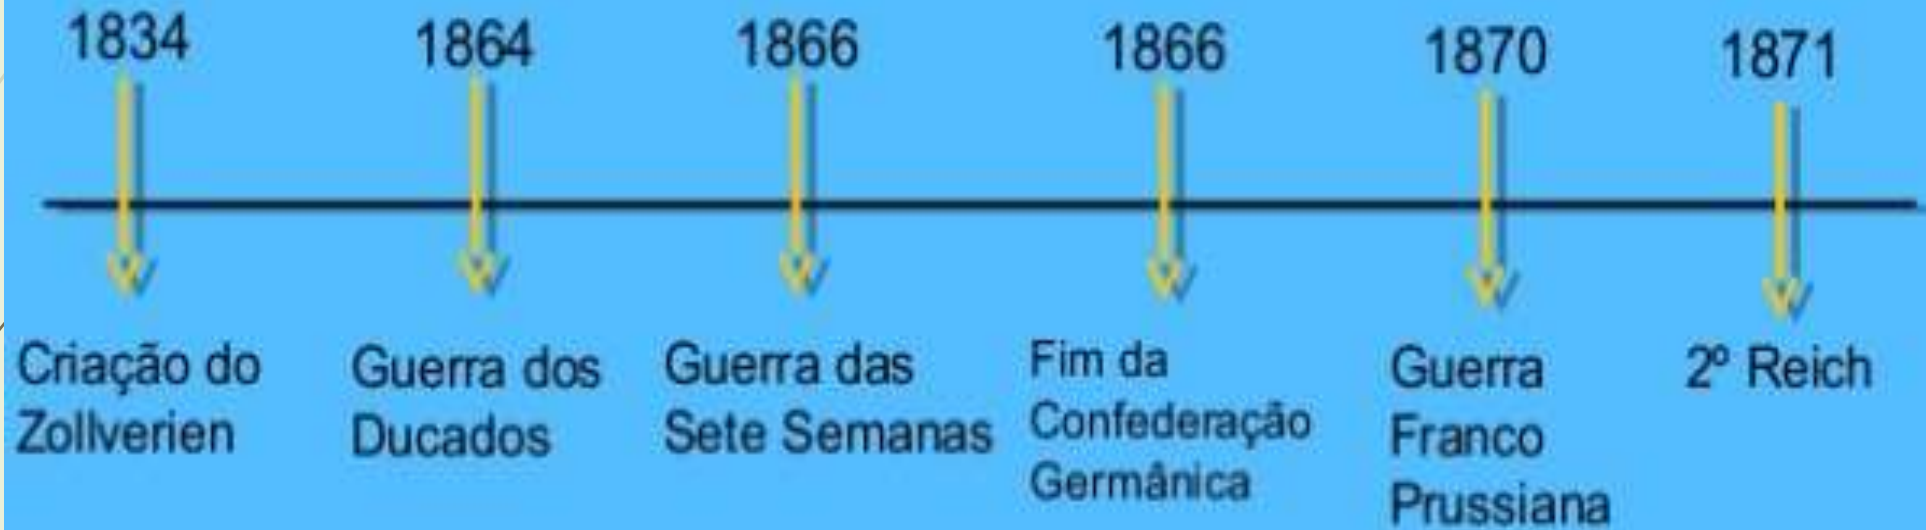 1834
1864
1866
1866
1870
1871
Criação do
Zollverien
Guerra dos
Ducados
Guerra das
Sete Semanas
Fim da
Confederação
Germânica
Guerra
Franco
Prussiana
2º Reich